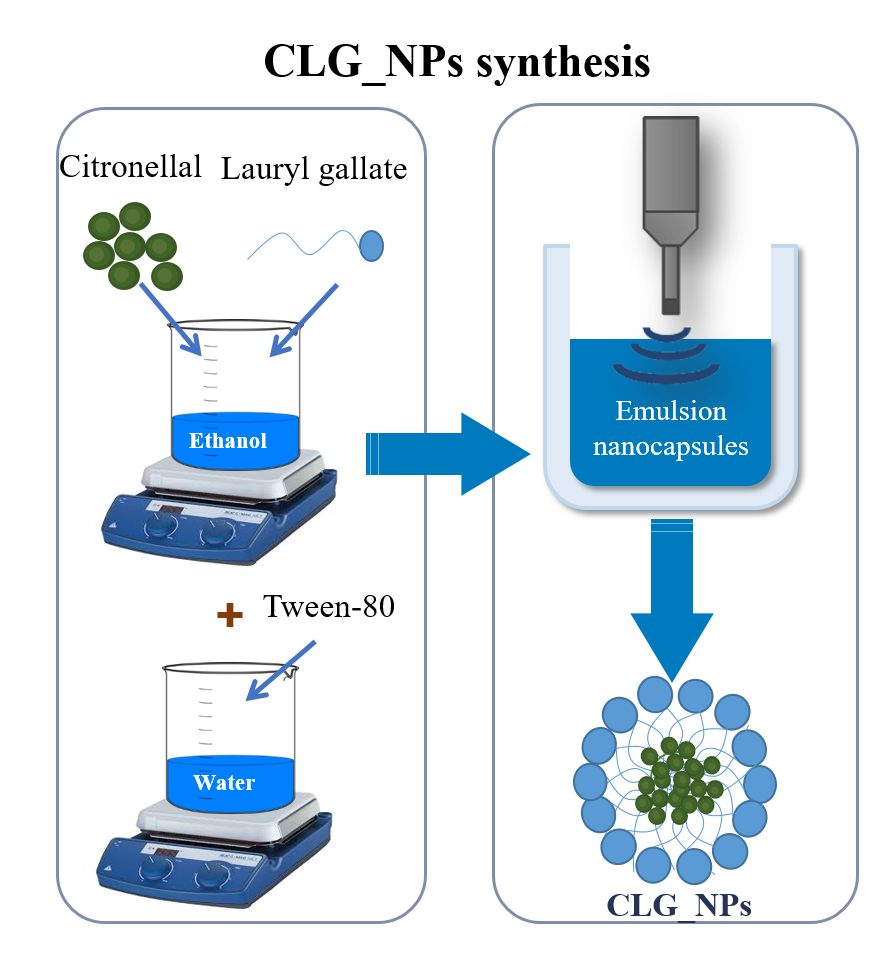 CLG_NPs synthesis
Citronellal
Lauryl gallate
Ethanol
+
Tween-80
Water
Emulsion
nanocapsules
CLG_NPs